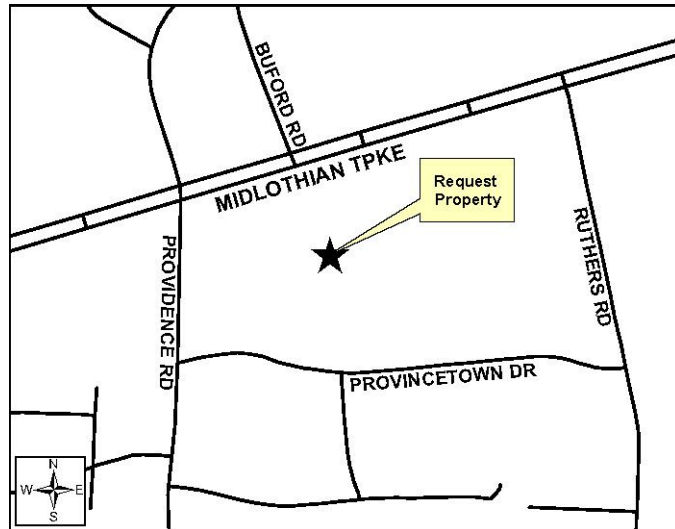 BUFORD RD
MIDLOTHIAN TPKE
Request
Property
PROVIDENCE RD
RUTHERS RD
PROVINCETOWN DR
N
W E
S